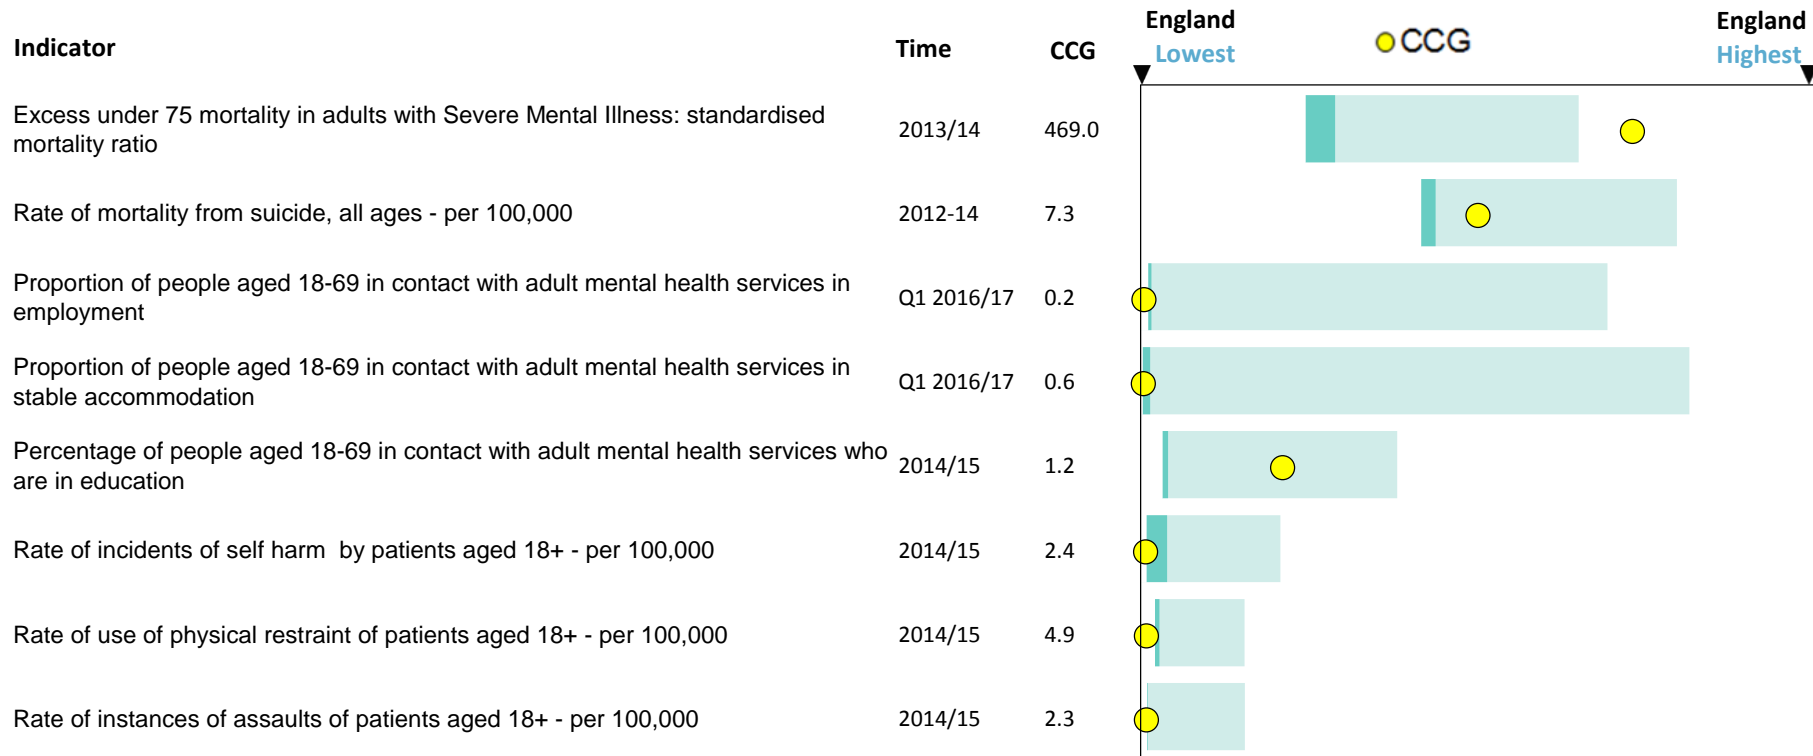 Indicator Time CCG England Lowest CCG England Highest
Excess under 75 mortality in adults with Severe Mental Illness: standardised
mortality ratio 2013/14 469.0
Rate of mortality from suicide, all ages - per 100,000 2012-14 7.3
Proportion of people aged 18-69 in contact with adult mental health services in
employment Q1 2016/17 0.2
Proportion of people aged 18-69 in contact with adult mental health services in
stable accommodation Q1 2016/17 0.6
Percentage of people aged 18-69 in contact with adult mental health services who
are in education 2014/15 1.2
Rate of incidents of self harm  by patients aged 18+ - per 100,000 2014/15 2.4
Rate of use of physical restraint of patients aged 18+ - per 100,000 2014/15 4.9
Rate of instances of assaults of patients aged 18+ - per 100,000 2014/15 2.3